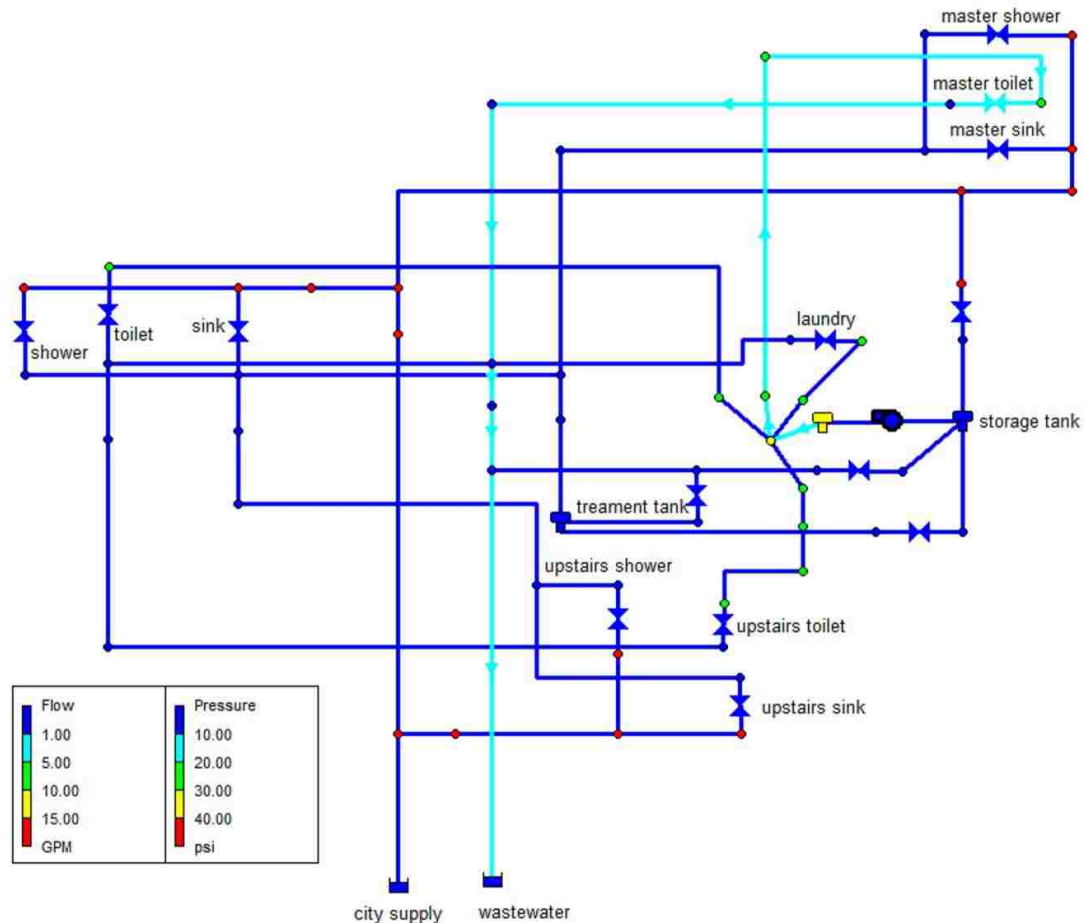 master shower
master toilet
master sink
sink
toilet
shower
laundry
storage tank
treament tank
upstairs shower
upstairs toilet
upstairs sink
Flow
1.00
5.00
10.00
15.00
GPM
Pressure
10.00
20.00
30.00
40.00
psi
city supply
wastewater